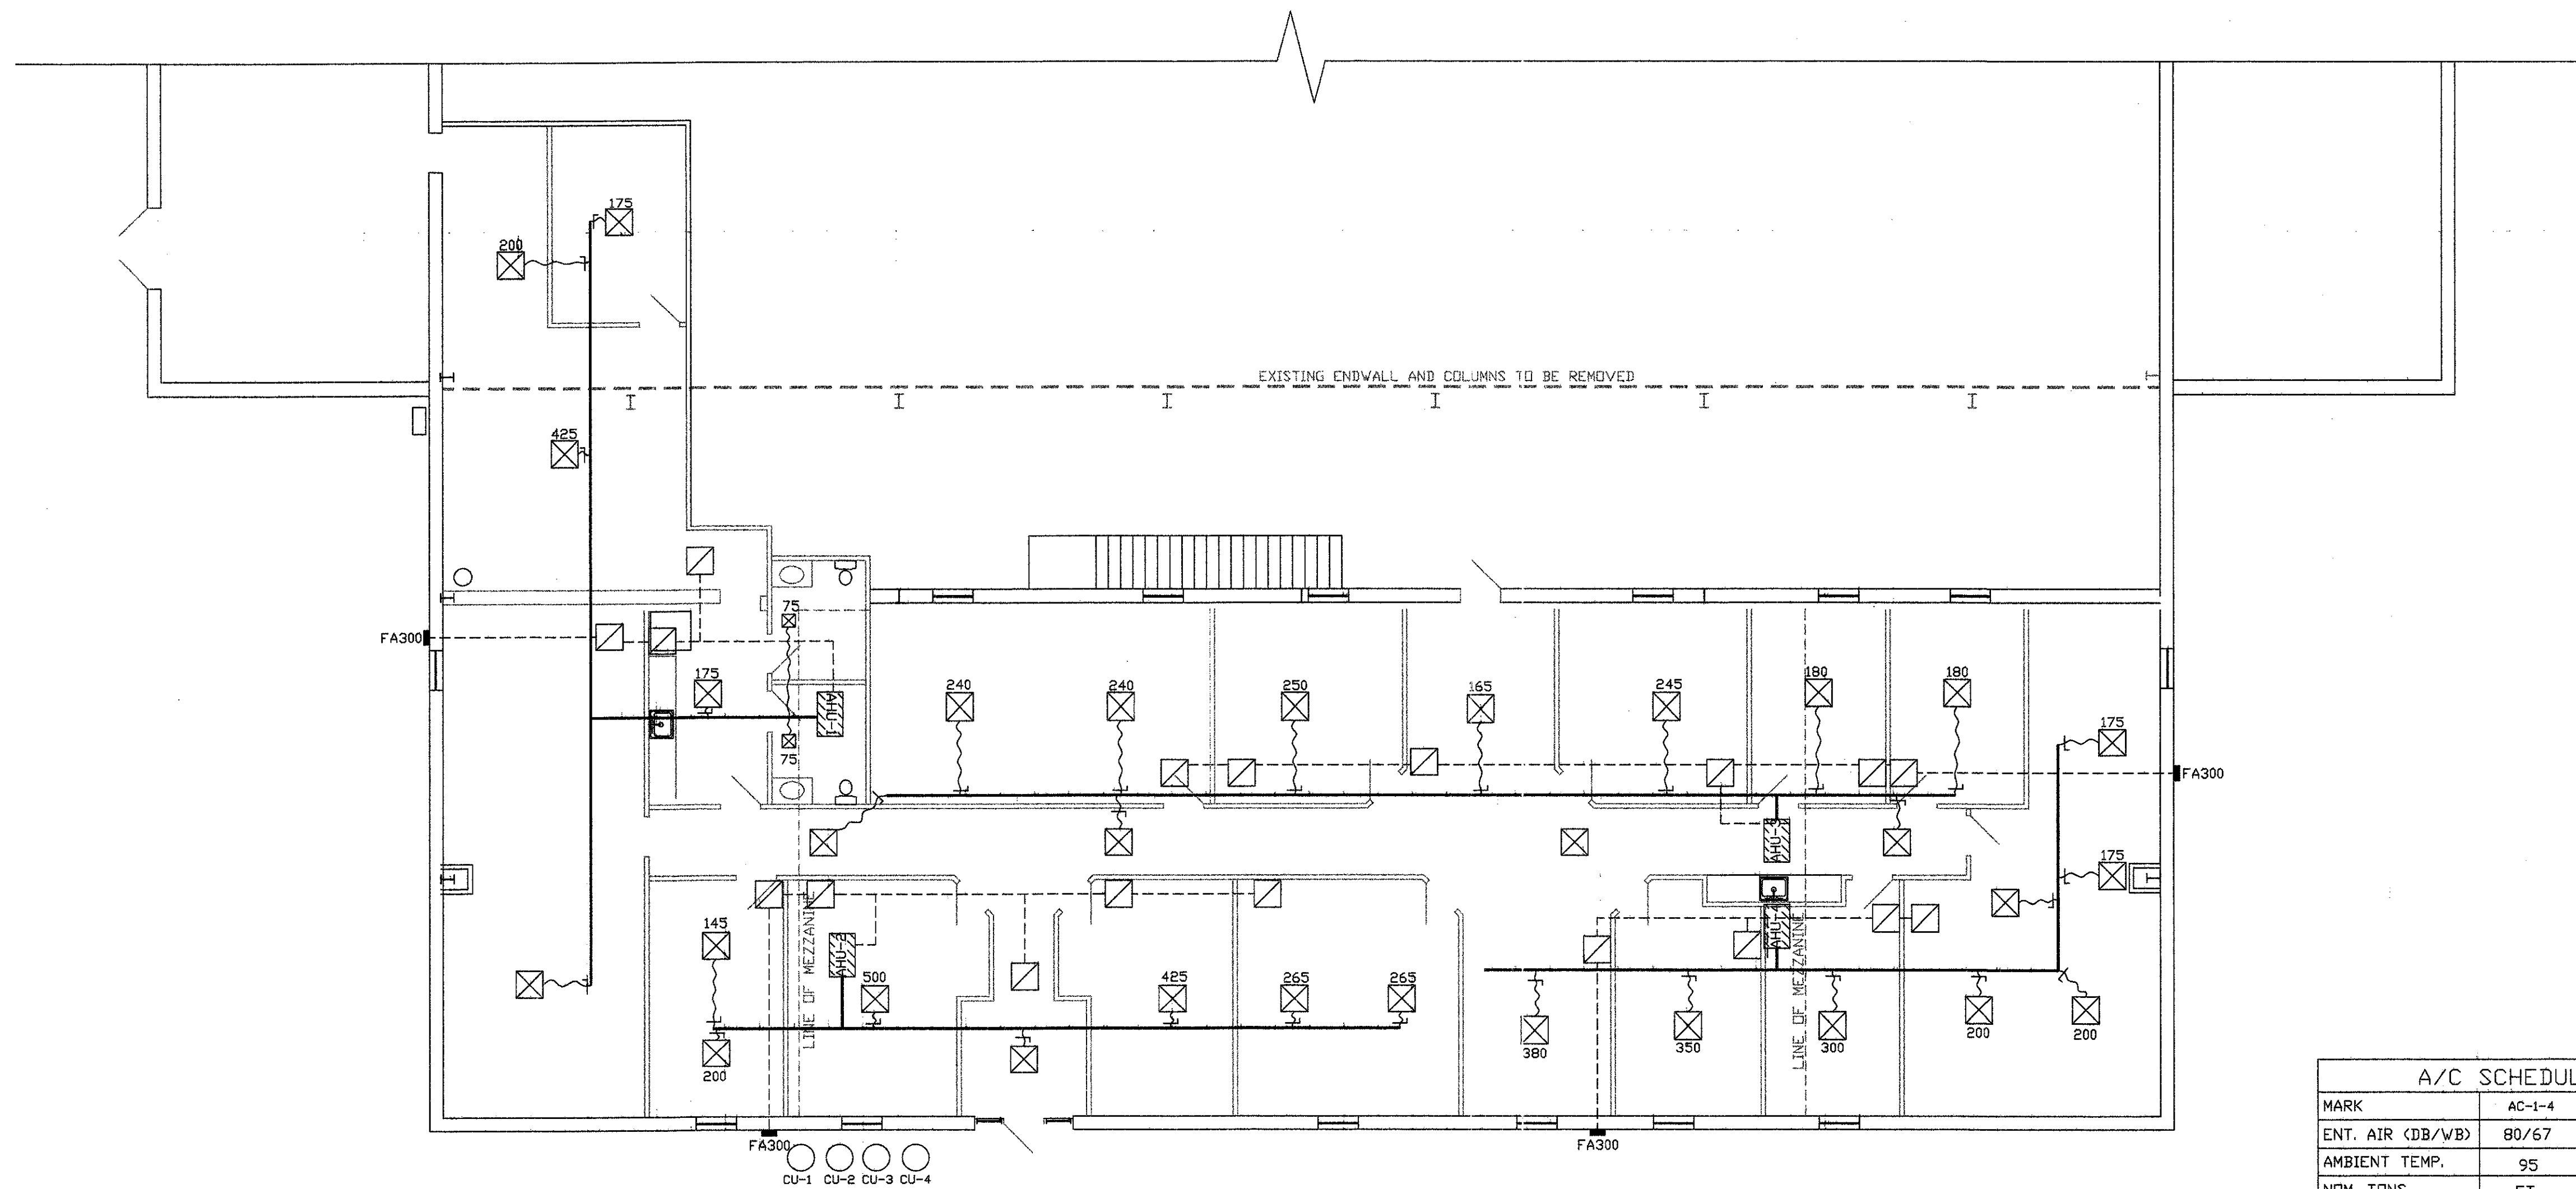 175
200
EXISTING ENDWALL AND COLUMNS TO BE REMOVED
425
75
FA300
175
240
240
250
165
245
180
180
AHU-1
175
75
FA300
AHU-3
175
145
AHU-2
LINE OF MEZZANINE
AHU-4
LINE OF MEZZANINE
500
425
265
265
200
380
350
300
200
200
FA300
FA300
CU-1 CU-2 CU-3 CU-4
A/C SCHEDUL
MARK AC-1-4
ENT. AIR (DB/WB) 80/67
AMBIENT TEMP. 95
NOM. TONS